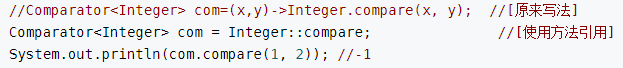 //Comparator<Integer> com=(x,y)->Integer.compare(x, y);  //[原来写法]
Comparator<Integer> com = Integer::compare;                //[使用方法引用]
System.out.println(com.compare(1, 2)); //-1